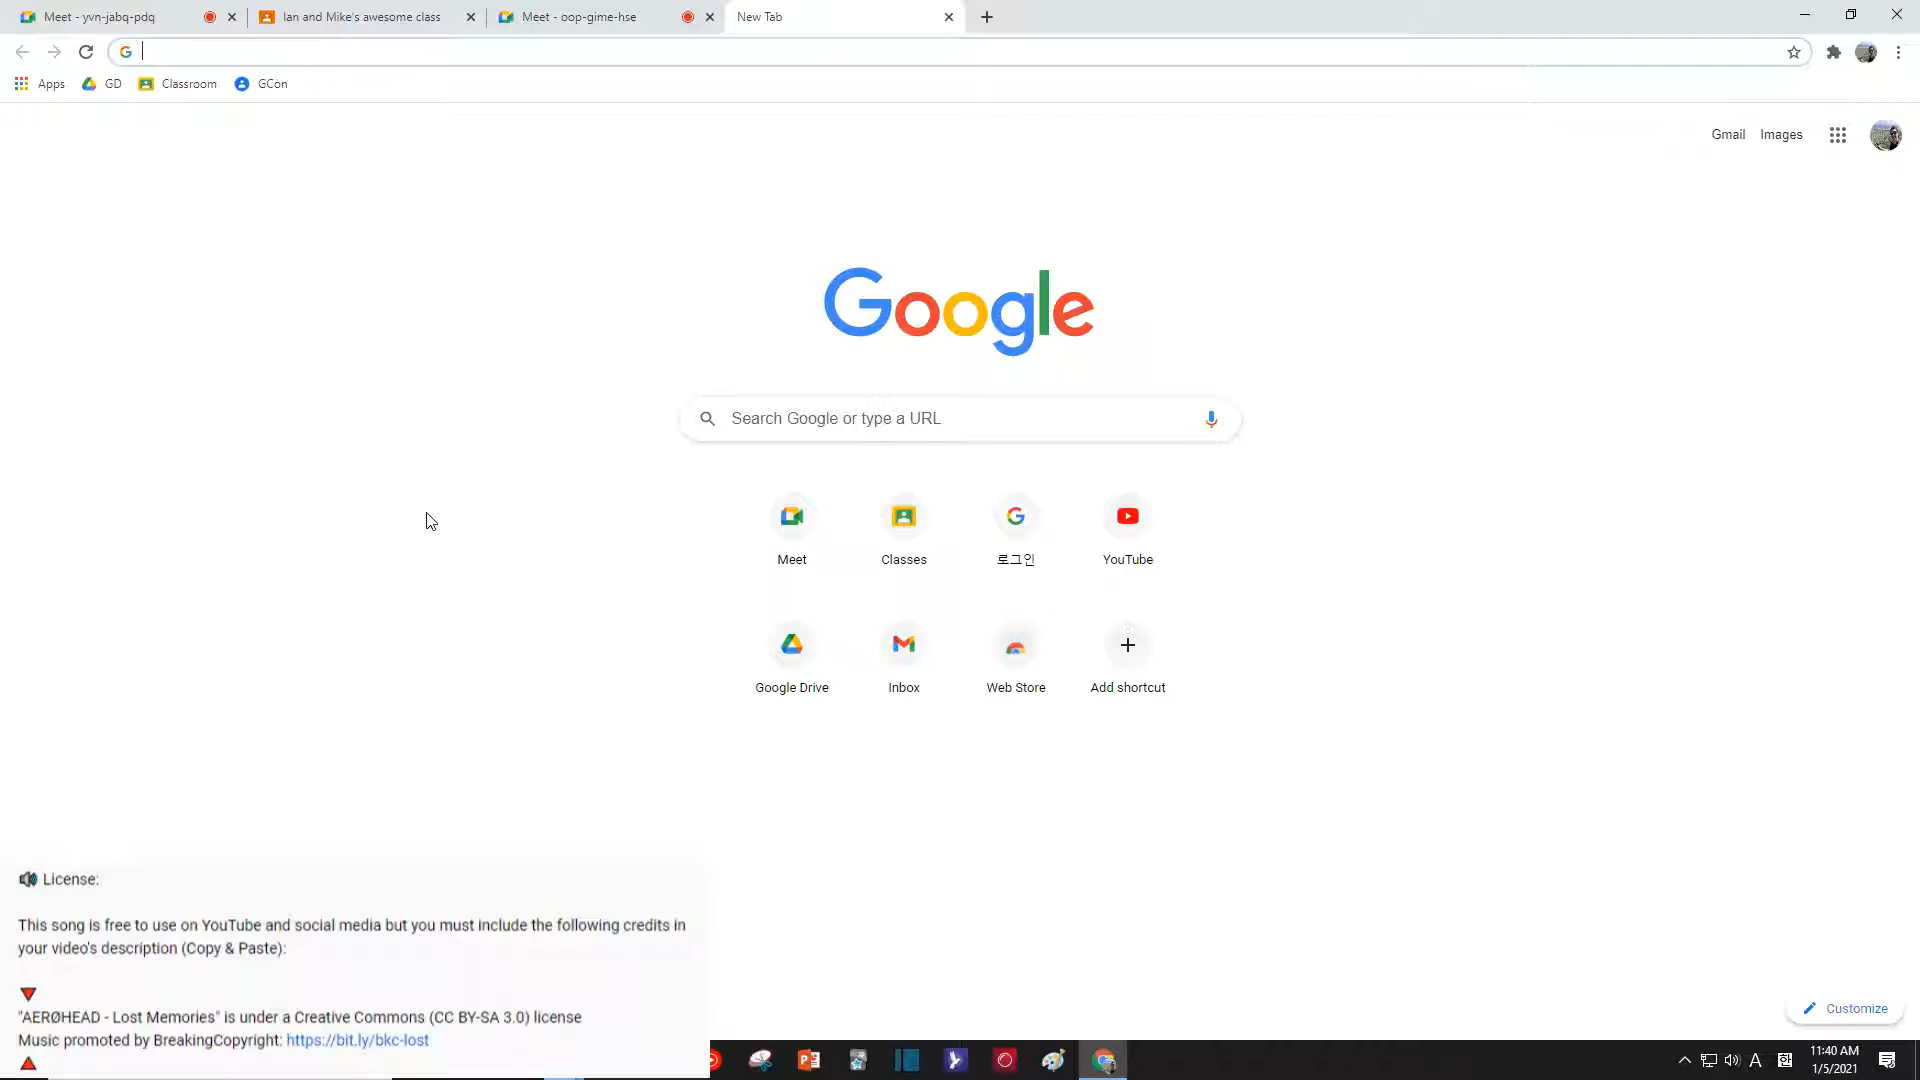 Meet - yvn-jabq-pdq
Ian and Mike's awesome class
Meet - oop-gime-hse
New Tab
Apps
GD
Classroom
GCon
Gmail
Images
Google
Search Google or type a URL
Meet
Classes
로그인
YouTube
Google Drive
Inbox
Web Store
Add shortcut
License:
This song is free to use on YouTube and social media but you must include the following credits in
your video's description (Copy & Paste):
"AERØHEAD - Lost Memories" is under a Creative Commons (CC BY-SA 3.0) license
Music promoted by BreakingCopyright: https://bit.ly/bkc-lost
Customize
A
11:40 AM
1/5/2021